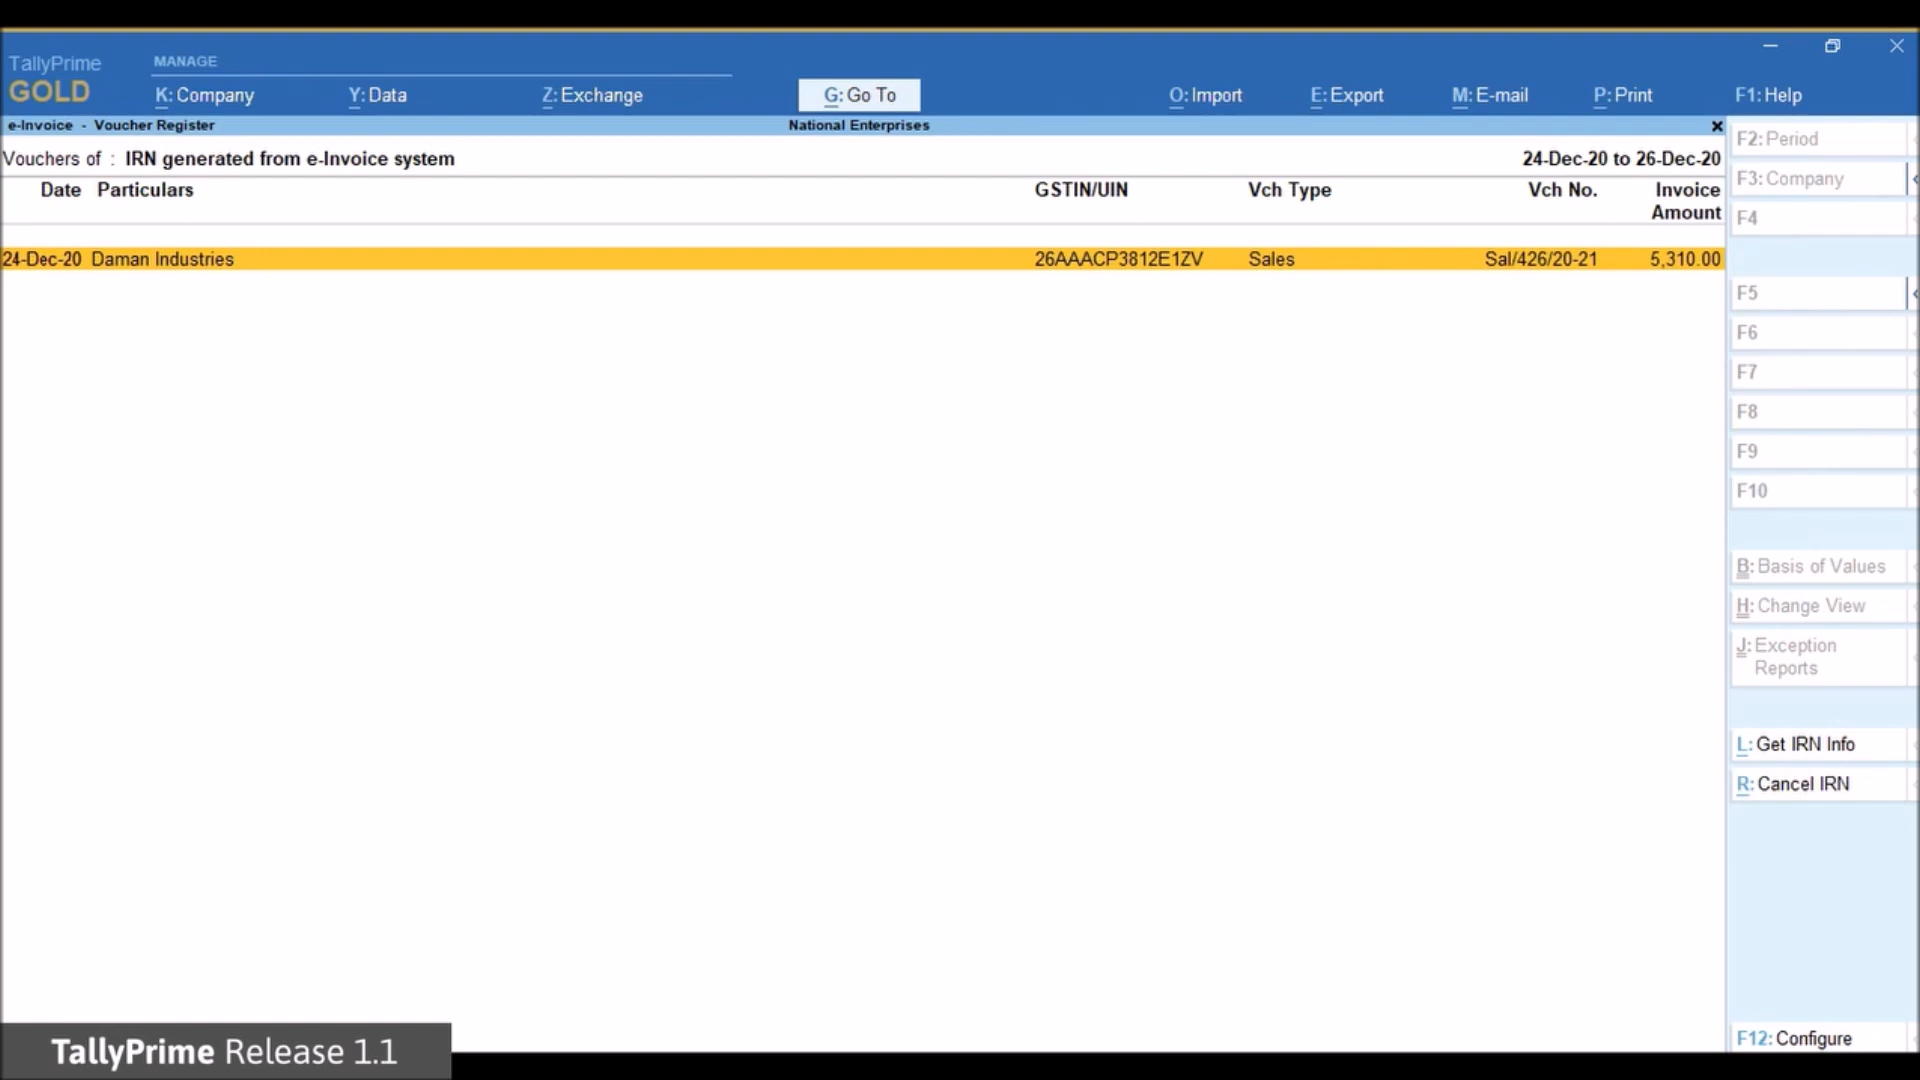 TallyPrime
GOLD
MANAGE
K: Company
Y: Data
Z: Exchange
G: Go To
O: Import
E: Export
M: E-mail
P: Print
F1: Help
e-Invoice - Voucher Register
National Enterprises
Vouchers of : IRN generated from e-Invoice system
24-Dec-20 to 26-Dec-20
Date Particulars GSTIN/UIN Vch Type Vch No. Invoice
Amount
24-Dec-20 Daman Industries 26AAACP3812E1ZV Sales Sal/426/20-21 5,310.00
F2: Period
F3: Company
F4
F5
F6
F7
F8
F9
F10
B: Basis of Values
H: Change View
J: Exception
Reports
L: Get IRN Info
R: Cancel IRN
F12: Configure
TallyPrime Release 1.1